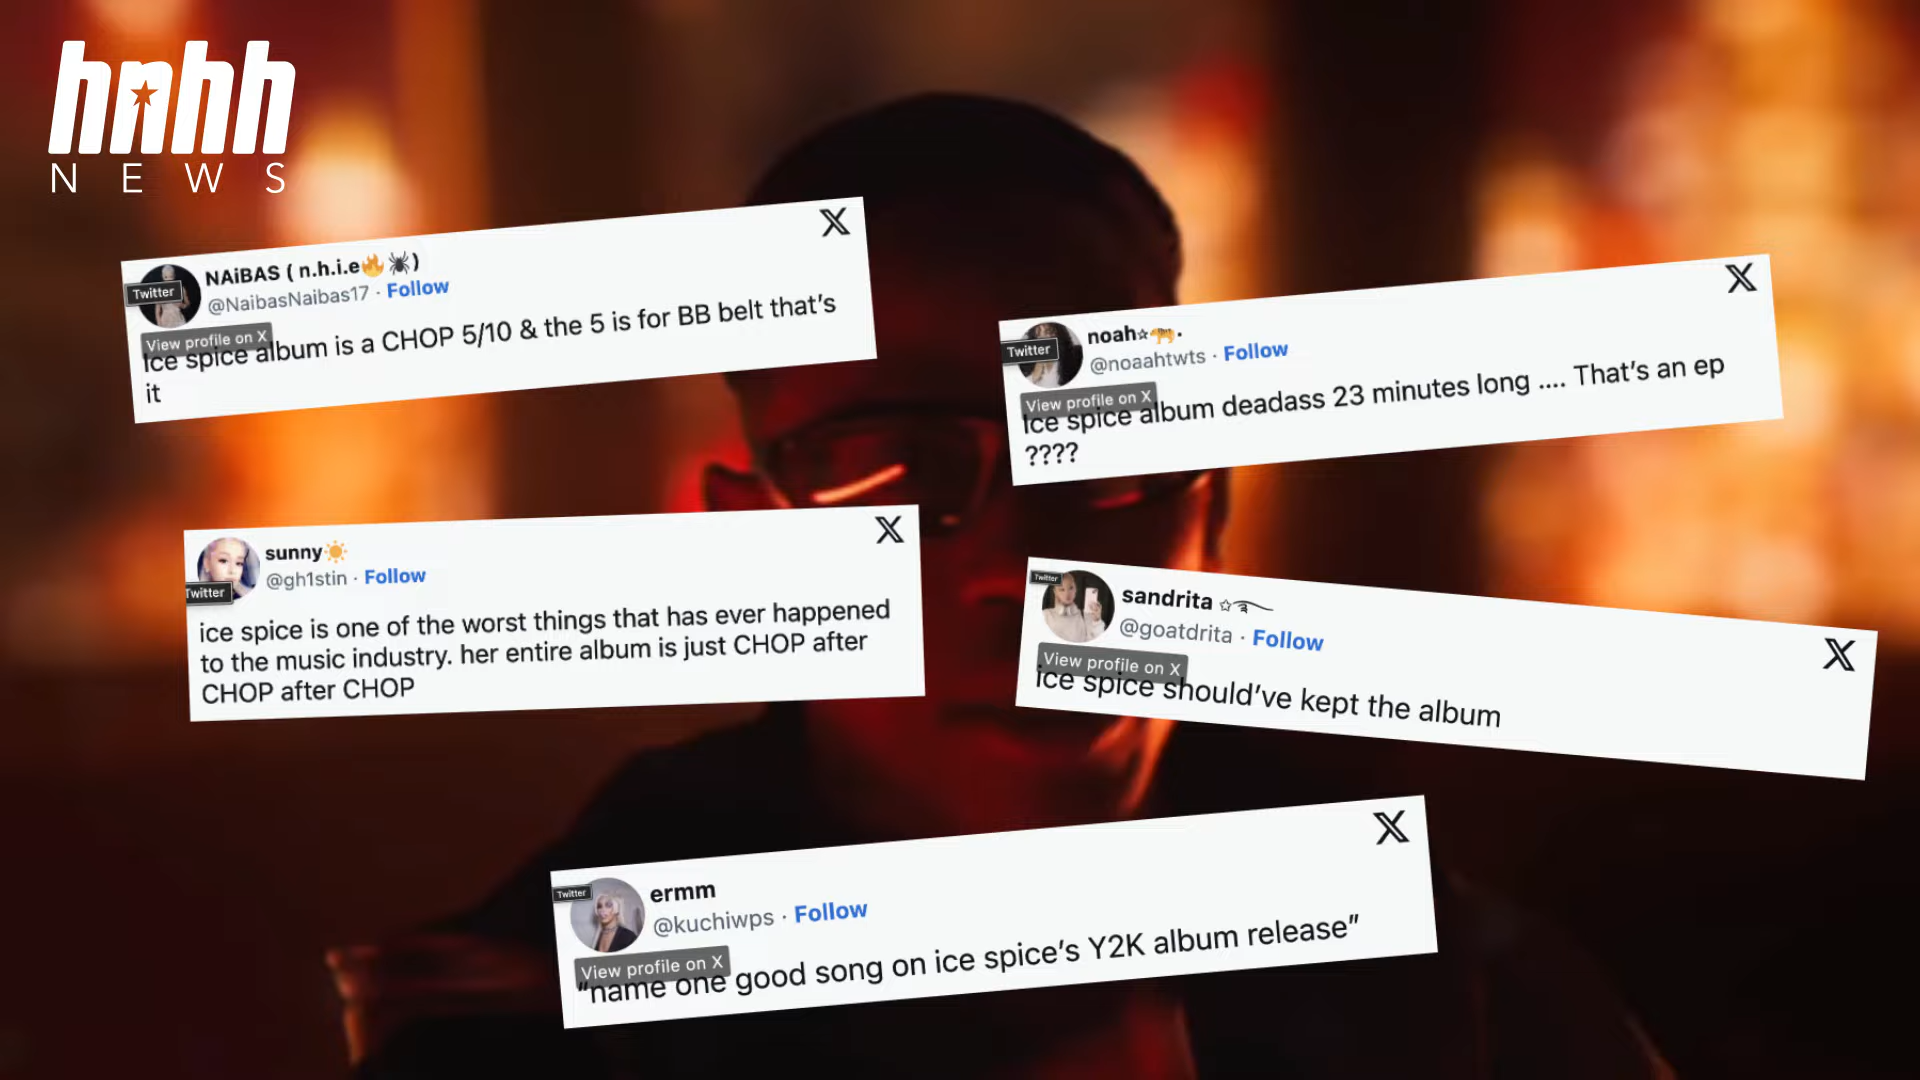 hnhh
NEWS
NAiBAS ( n.h.i.e🔥🕷)
Twitter
@NaibasNaibas17 · Follow
View profile on X
Ice spice album is a CHOP 5/10 & the 5 is for BB belt that’s
it
noah⭐︎🐅.
Twitter
@noaahtwts · Follow
View profile on X
Ice spice album deadass 23 minutes long .... That’s an ep
????
sunny☀️
@gh1stin · Follow
Twitter
ice spice is one of the worst things that has ever happened
to the music industry. her entire album is just CHOP after
CHOP after CHOP
Twitter
sandrita
@goatdrita · Follow
View profile on X
ice spice should’ve kept the album
ermm
Twitter
@kuchiwps · Follow
View profile on X
“name one good song on ice spice’s Y2K album release”